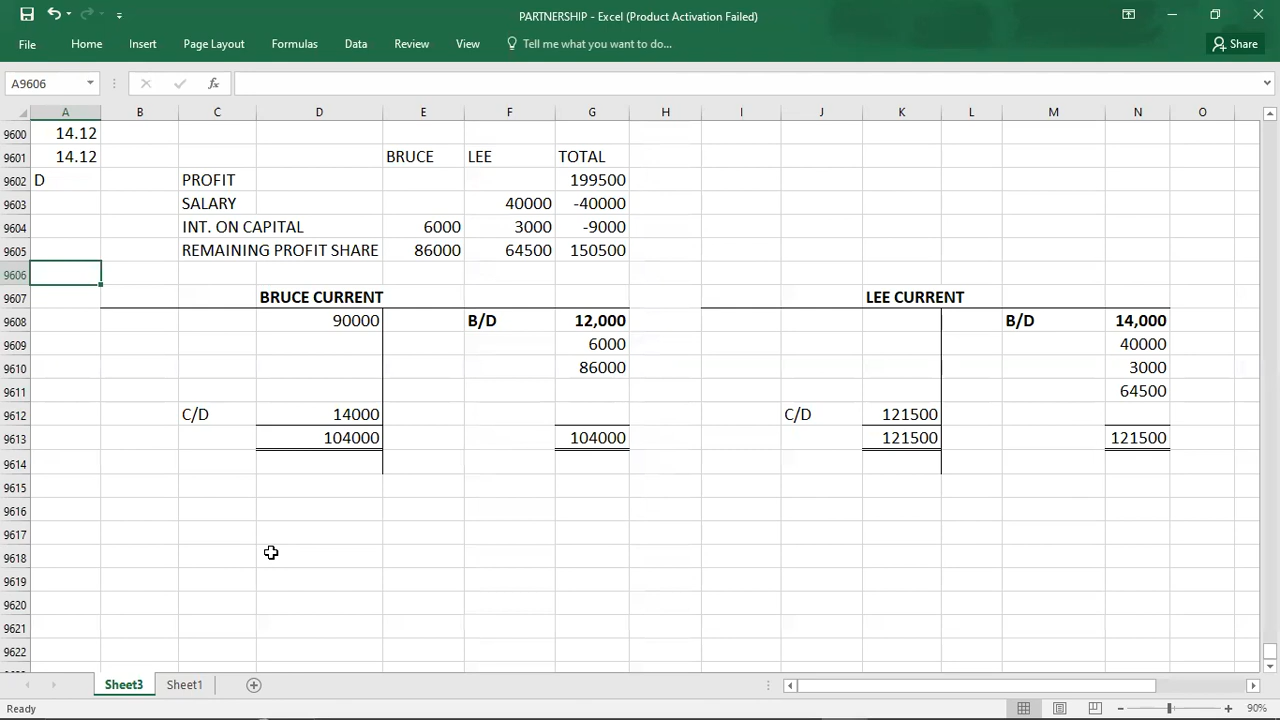 PARTNERSHIP - Excel (Product Activation Failed)
File Home Insert Page Layout Formulas Data Review View Tell me what you want to do... Share
A9606 fx
A B C D E F G H I J K L M N O
9600 14.12
9601 14.12 BRUCE LEE TOTAL
9602 D PROFIT 199500
9603 SALARY 40000 -40000
9604 INT. ON CAPITAL 6000 3000 -9000
9605 REMAINING PROFIT SHARE 86000 64500 150500
9606
9607 BRUCE CURRENT LEE CURRENT
9608 90000 B/D 12,000 B/D 14,000
9609 6000 40000
9610 86000 3000
9611 64500
9612 C/D 14000 C/D 121500
9613 104000 104000 121500 121500
9614
9615
9616
9617
9618
9619
9620
9621
9622
Sheet3 Sheet1
Ready 90%